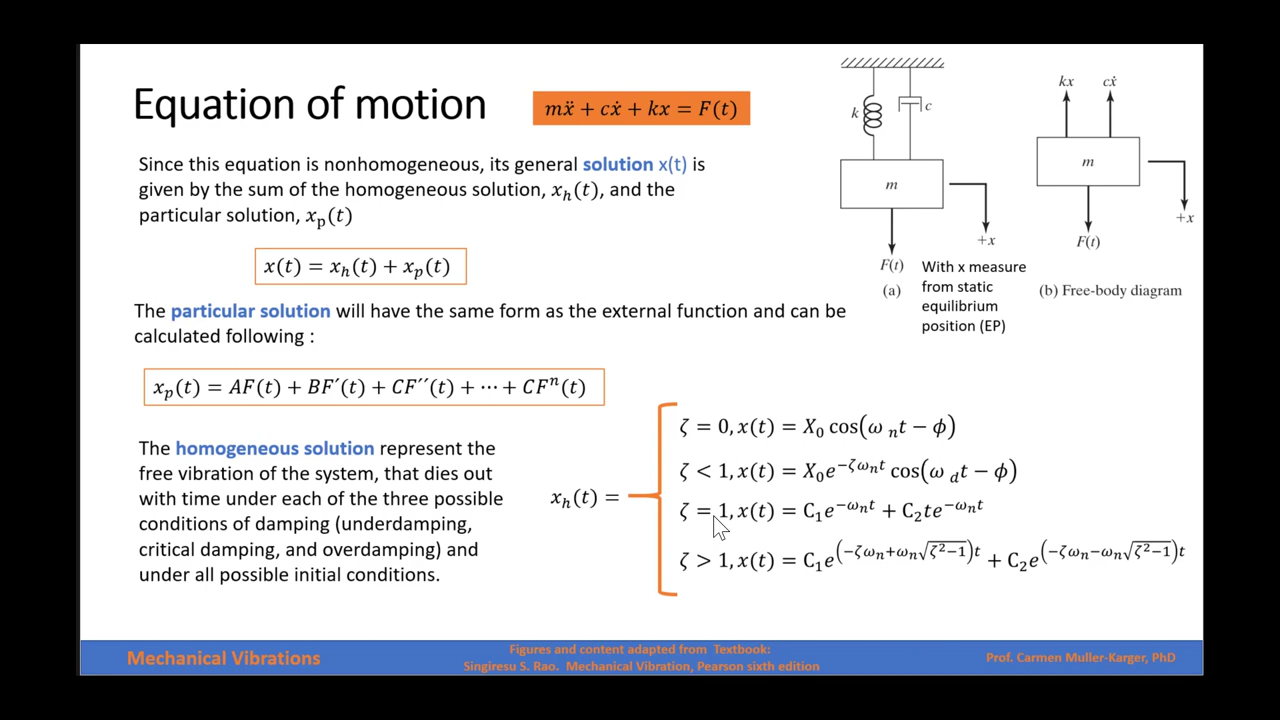 Equation of motion
mẍ + cẋ + kx = F(t)
Since this equation is nonhomogeneous, its general solution x(t) is
given by the sum of the homogeneous solution, xₕ(t), and the
particular solution, xₚ(t)
x(t) = xₕ(t) + xₚ(t)
The particular solution will have the same form as the external function and can be
calculated following :
xₚ(t) = AF(t) + BF´(t) + CF´´(t) + ⋯ + CFⁿ(t)
The homogeneous solution represent the
free vibration of the system, that dies out
with time under each of the three possible
conditions of damping (underdamping,
critical damping, and overdamping) and
under all possible initial conditions.
xₕ(t) =
ζ = 0, x(t) = X₀ cos(ω ₙt − ϕ)
ζ < 1, x(t) = X₀e^(−ζωₙt) cos(ω _d t − ϕ)
ζ = 1, x(t) = C₁e^(−ωₙt) + C₂te^(−ωₙt)
ζ > 1, x(t) = C₁e^(−ζωₙ+ωₙ√(ζ²−1))t + C₂e^(−ζωₙ−ωₙ√(ζ²−1))t
k
c
m
+x
F(t)
(a)
With x measure
from static
equilibrium
position (EP)
kx
cẋ
m
+x
F(t)
(b) Free-body diagram
Mechanical Vibrations
Figures and content adapted from Textbook:
Singiresu S. Rao. Mechanical Vibration, Pearson sixth edition
Prof. Carmen Muller-Karger, PhD